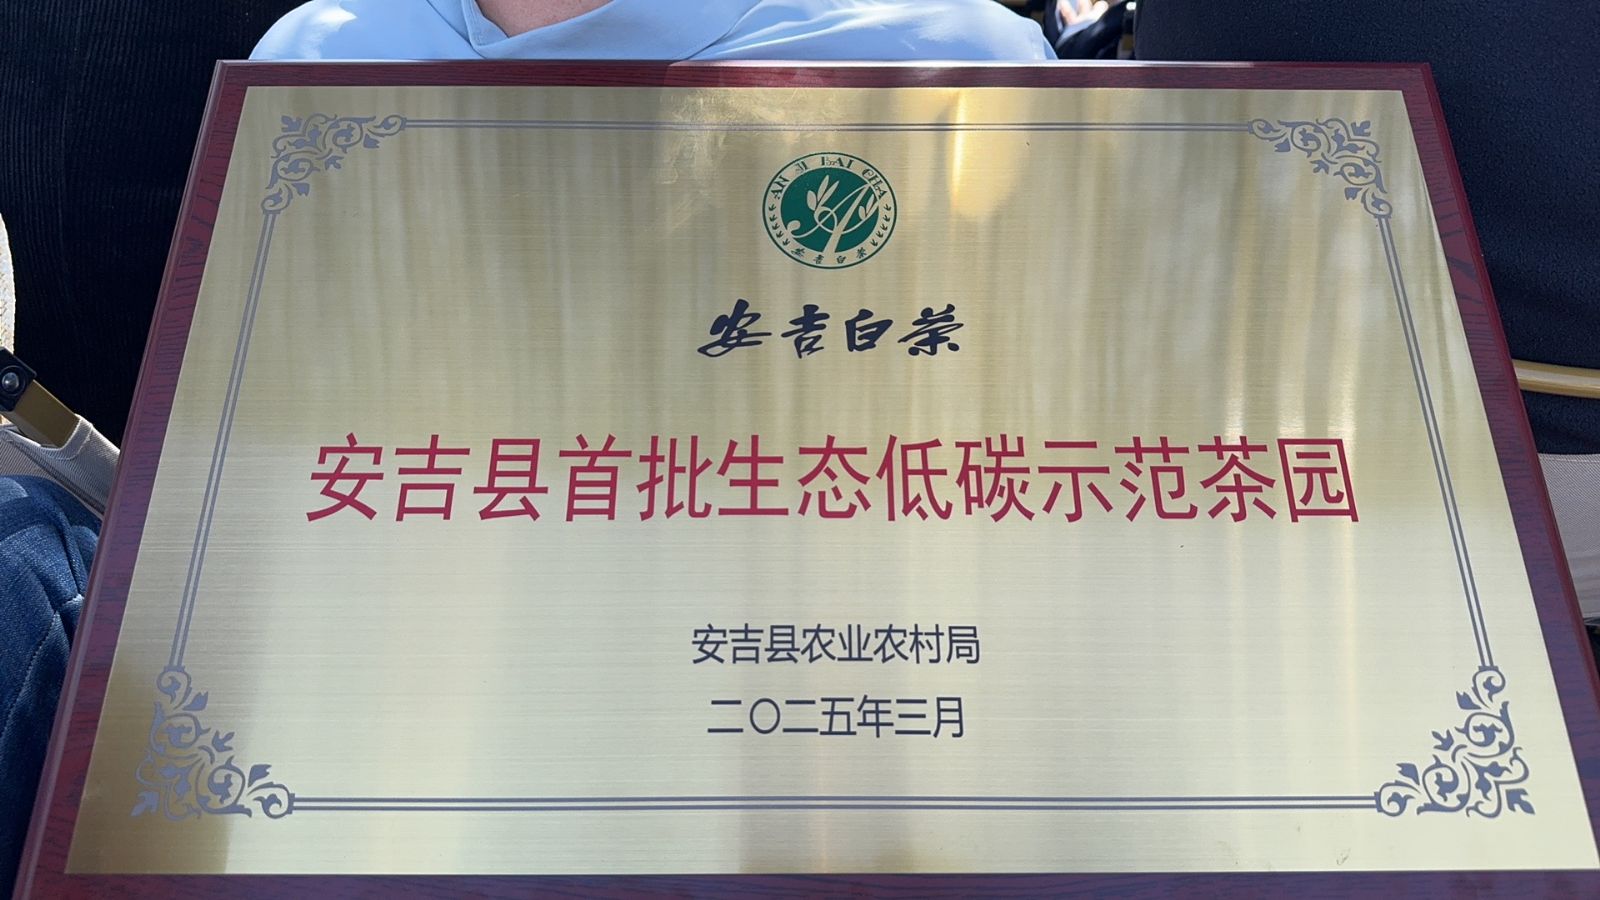 AN JI BAI CHA
安吉白茶
安吉白茶
安吉县首批生态低碳示范茶园
安吉县农业农村局
二〇二五年三月